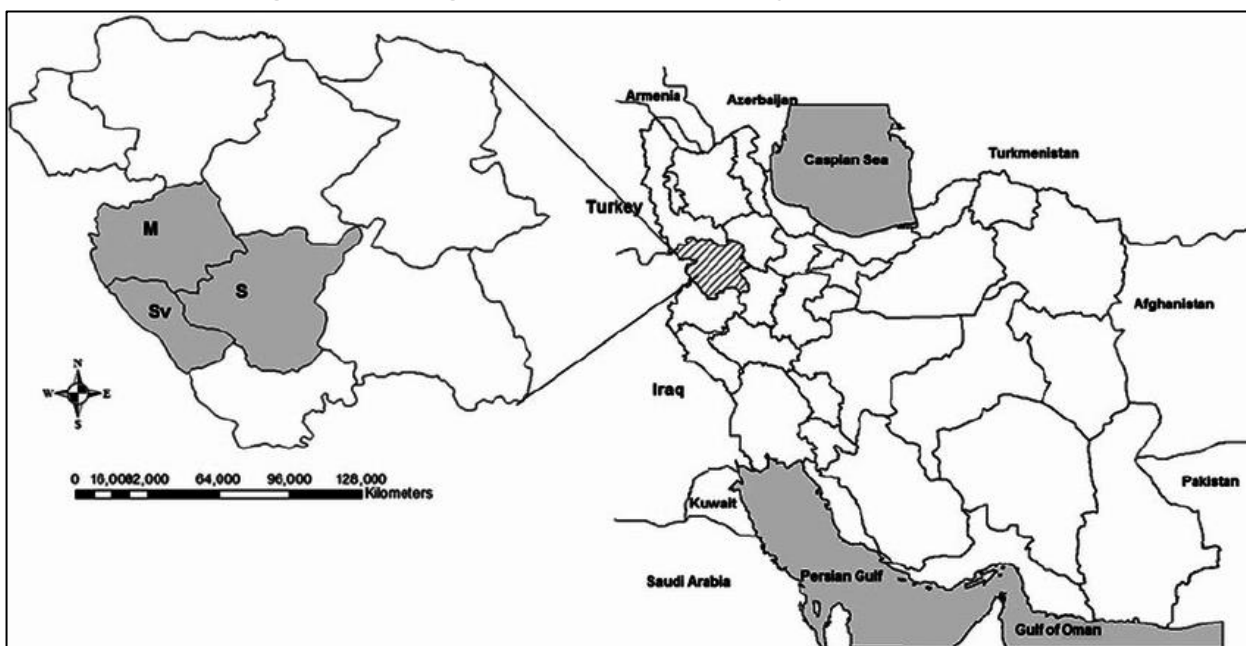 Armenia
Azerbaijan
Caspian Sea
Turkmenistan
Turkey
M
S
Sv
Afghanistan
Iraq
N
W E
S
0 16,000 32,000 64,000 96,000 128,000
Kilometers
Kuwait
Pakistan
Saudi Arabia
Persian Gulf
Gulf of Oman